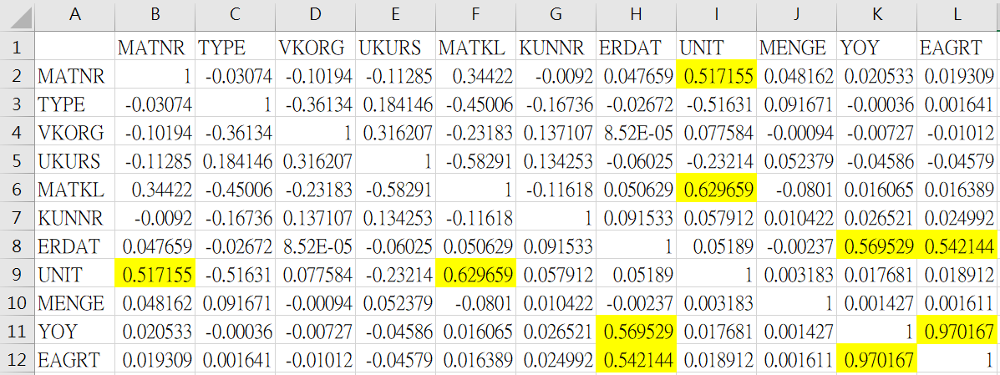 A B C D E F G H I J K L
1 MATNR TYPE VKORG UKURS MATKL KUNNR ERDAT UNIT MENGE YOY EAGRT
2 MATNR 1 -0.03074 -0.10194 -0.11285 0.34422 -0.0092 0.047659 0.517155 0.048162 0.020533 0.019309
3 TYPE -0.03074 1 -0.36134 0.184146 -0.45006 -0.16736 -0.02672 -0.51631 0.091671 -0.00036 0.001641
4 VKORG -0.10194 -0.36134 1 0.316207 -0.23183 0.137107 8.52E-05 0.077584 -0.00094 -0.00727 -0.01012
5 UKURS -0.11285 0.184146 0.316207 1 -0.58291 0.134253 -0.06025 -0.23214 0.052379 -0.04586 -0.04579
6 MATKL 0.34422 -0.45006 -0.23183 -0.58291 1 -0.11618 0.050629 0.629659 -0.0801 0.016065 0.016389
7 KUNNR -0.0092 -0.16736 0.137107 0.134253 -0.11618 1 0.091533 0.057912 0.010422 0.026521 0.024992
8 ERDAT 0.047659 -0.02672 8.52E-05 -0.06025 0.050629 0.091533 1 0.05189 -0.00237 0.569529 0.542144
9 UNIT 0.517155 -0.51631 0.077584 -0.23214 0.629659 0.057912 0.05189 1 0.003183 0.017681 0.018912
10 MENGE 0.048162 0.091671 -0.00094 0.052379 -0.0801 0.010422 -0.00237 0.003183 1 0.001427 0.001611
11 YOY 0.020533 -0.00036 -0.00727 -0.04586 0.016065 0.026521 0.569529 0.017681 0.001427 1 0.970167
12 EAGRT 0.019309 0.001641 -0.01012 -0.04579 0.016389 0.024992 0.542144 0.018912 0.001611 0.970167 1